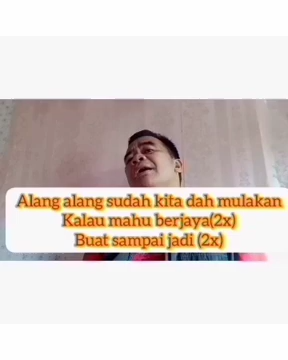 Alang alang sudah kita dah mulakan
Kalau mahu berjaya(2x)
Buat sampai jadi (2x)